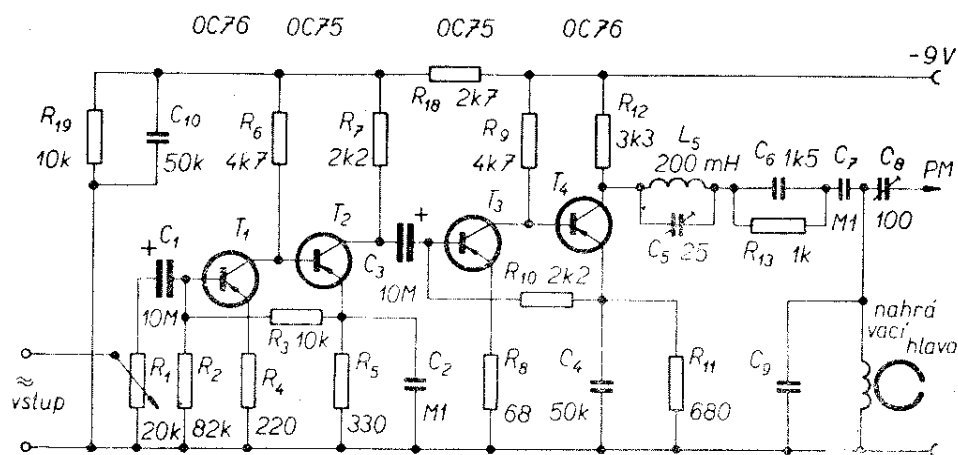 OC76 OC75 OC75 OC76
-9V
R19
10k
C10
50k
R6
4k7
R7
2k2
R18 2k7
R9
4k7
R12
3k3
L5
200 mH
C6 1k5
C7
M1
C8
100
PM
C5 25
R13 1k
C1
10M
T1
T2
C3
10M
T3
T4
R10 2k2
R3 10k
nahrá
vací
hlava
≈
vstup
R1
20k
R2
82k
R4
220
R5
330
C2
M1
R8
68
C4
50k
R11
680
C9
+
+